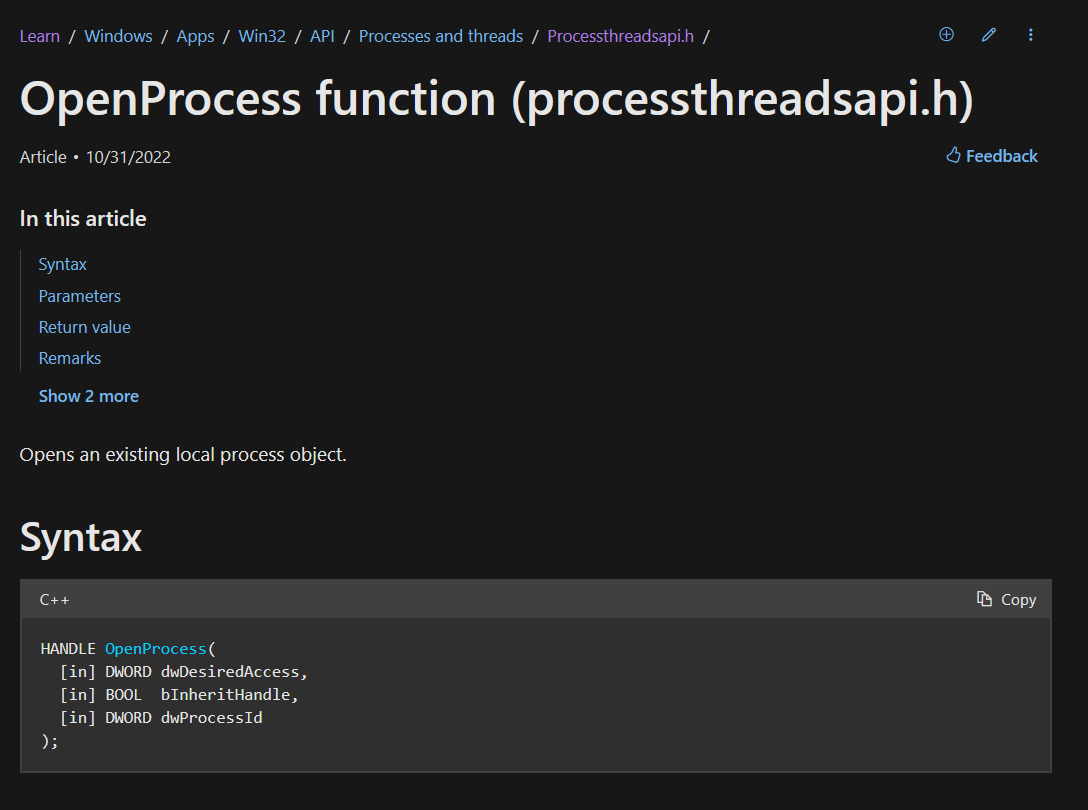 Learn / Windows / Apps / Win32 / API / Processes and threads / Processthreadsapi.h /
OpenProcess function (processthreadsapi.h)
Article • 10/31/2022
Feedback
In this article
Syntax
Parameters
Return value
Remarks
Show 2 more
Opens an existing local process object.
Syntax
C++
Copy
HANDLE OpenProcess(
  [in] DWORD dwDesiredAccess,
  [in] BOOL  bInheritHandle,
  [in] DWORD dwProcessId
);